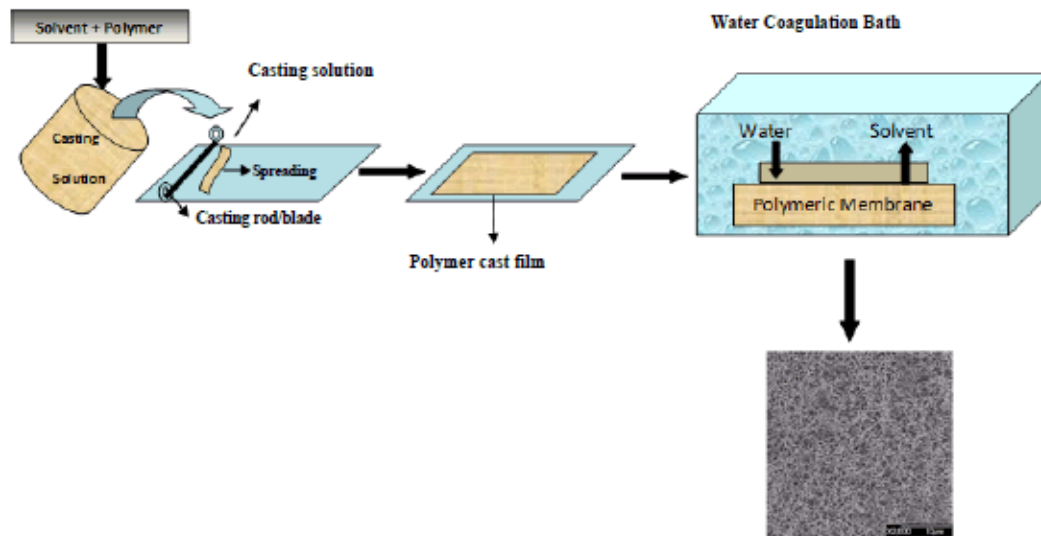 Water Coagulation Bath
Solvent + Polymer
Casting solution
Casting
Solution
Spreading
Casting rod/blade
Polymer cast film
Water
Solvent
Polymeric Membrane